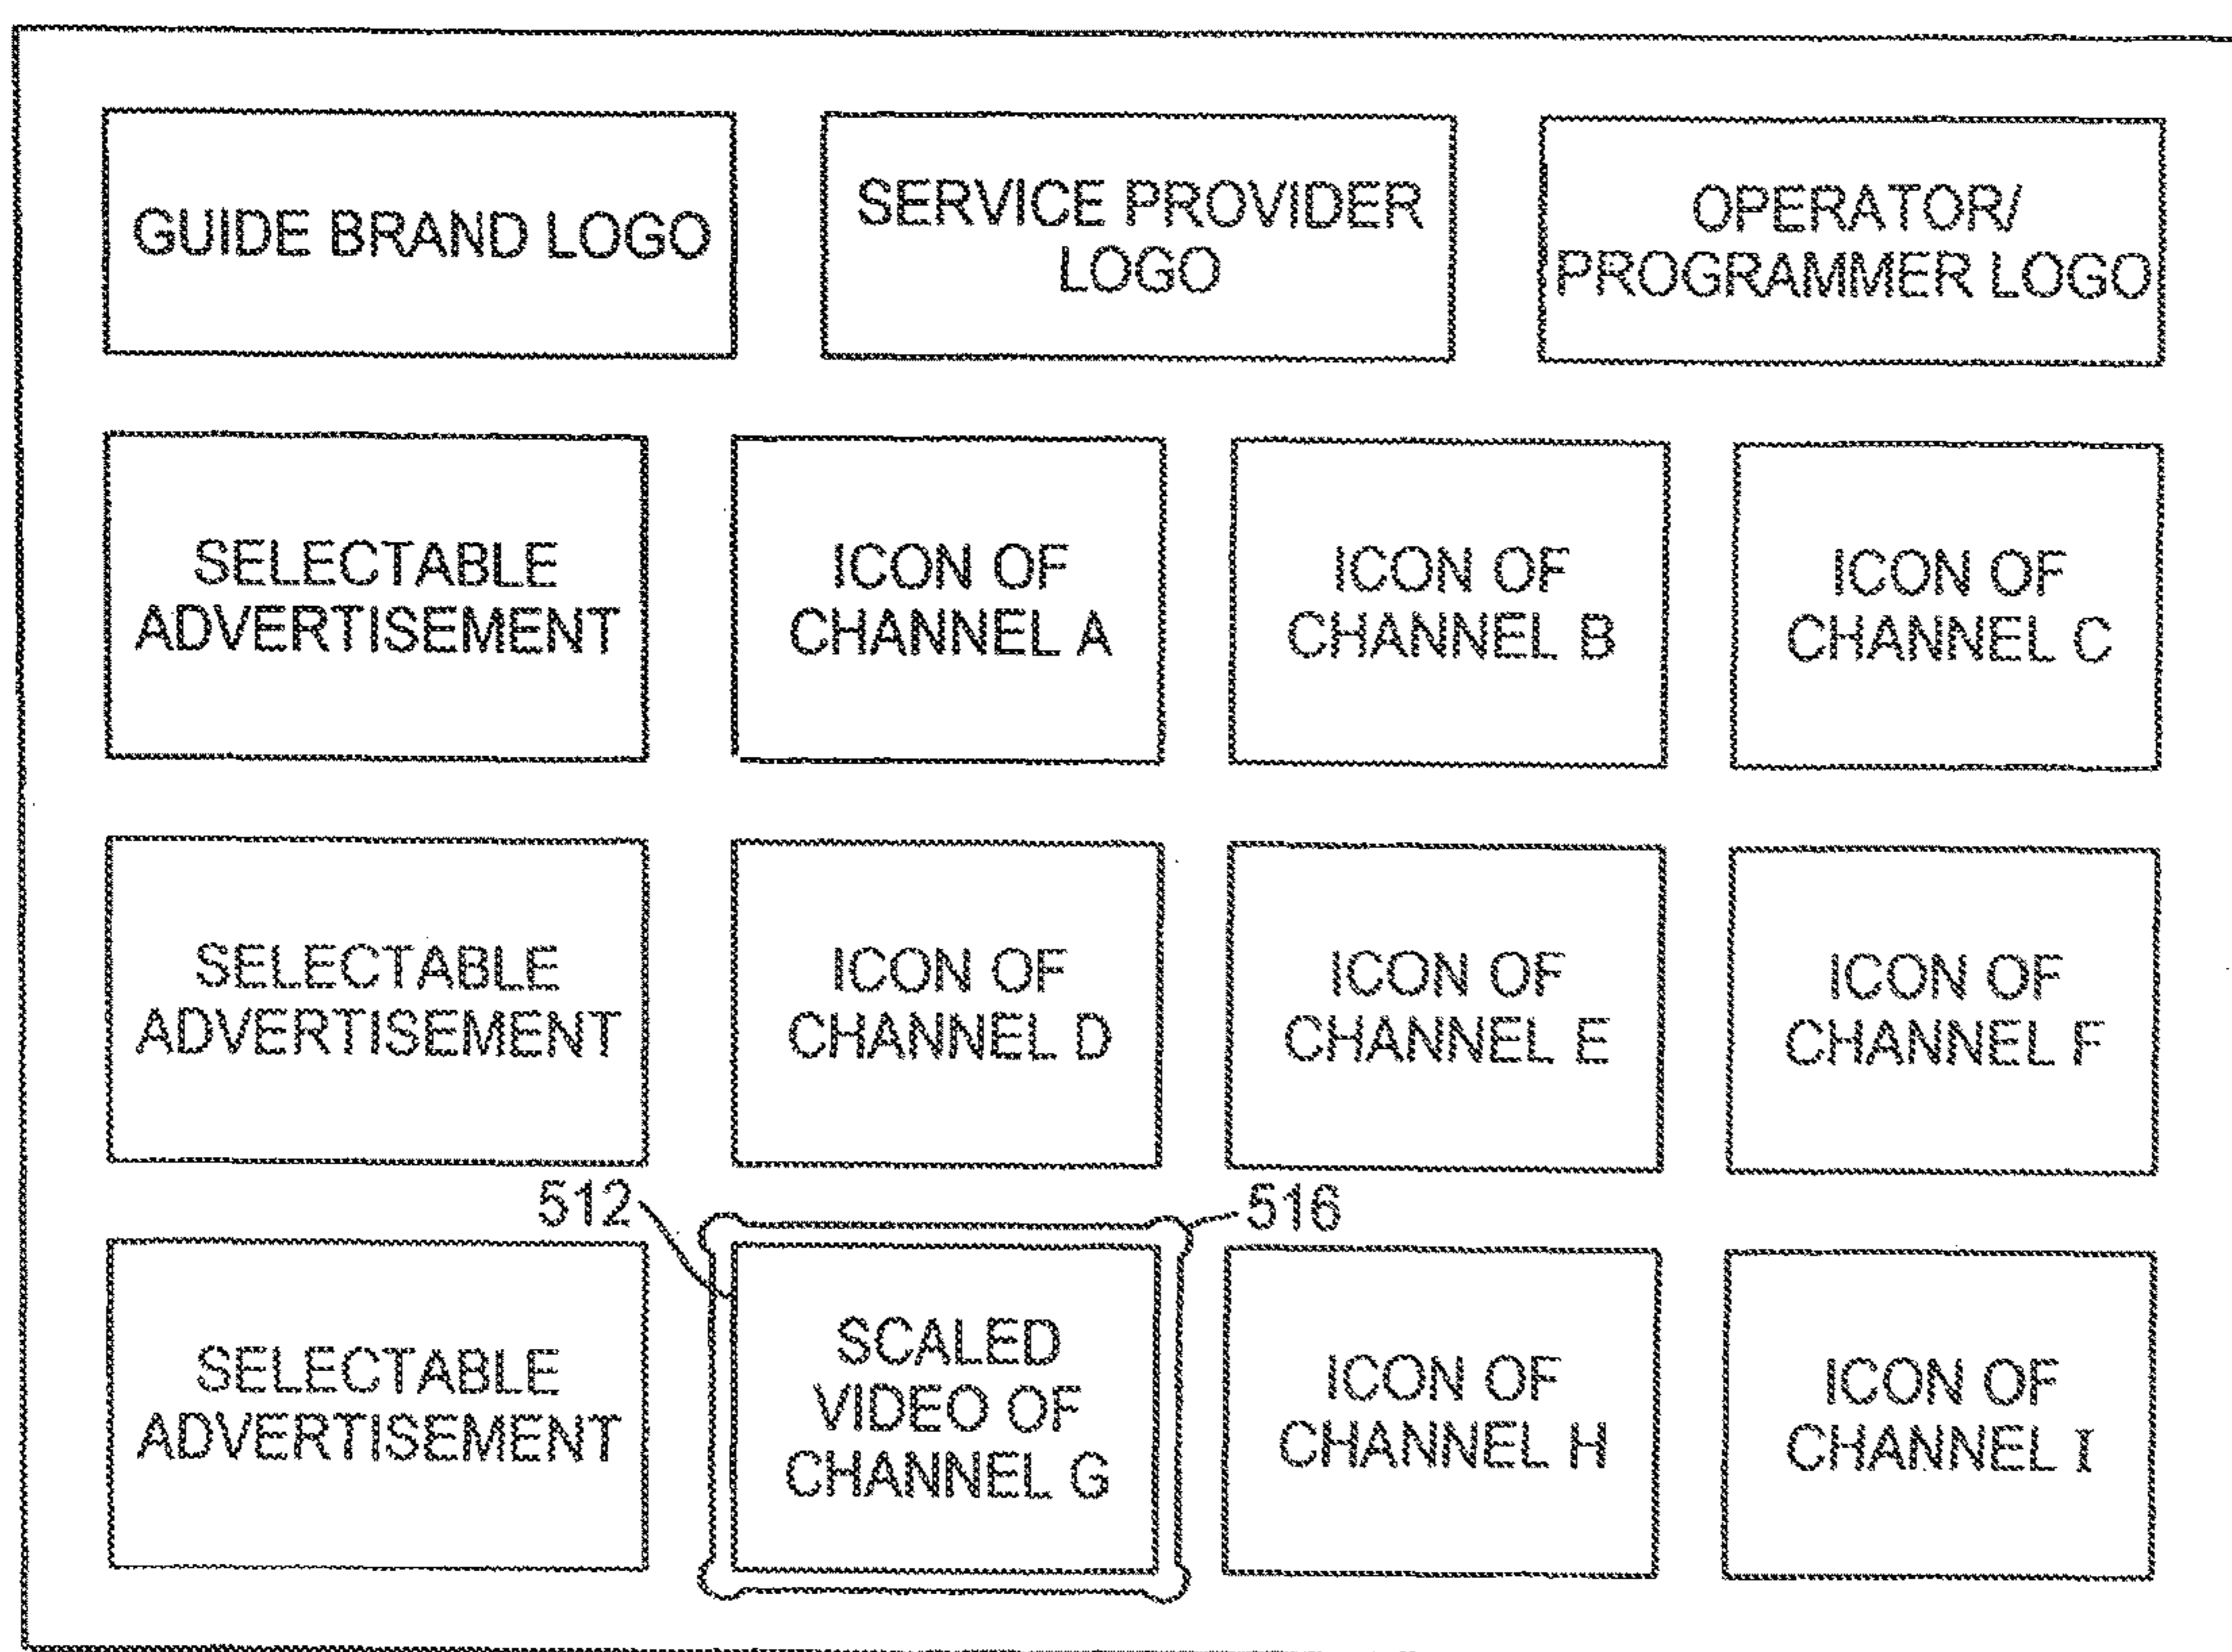 GUIDE BRAND LOGO
SERVICE PROVIDER
LOGO
OPERATOR/
PROGRAMMER LOGO
SELECTABLE
ADVERTISEMENT
ICON OF
CHANNEL A
ICON OF
CHANNEL B
ICON OF
CHANNEL C
SELECTABLE
ADVERTISEMENT
ICON OF
CHANNEL D
ICON OF
CHANNEL E
ICON OF
CHANNEL F
512
516
SELECTABLE
ADVERTISEMENT
SCALED
VIDEO OF
CHANNEL G
ICON OF
CHANNEL H
ICON OF
CHANNEL I